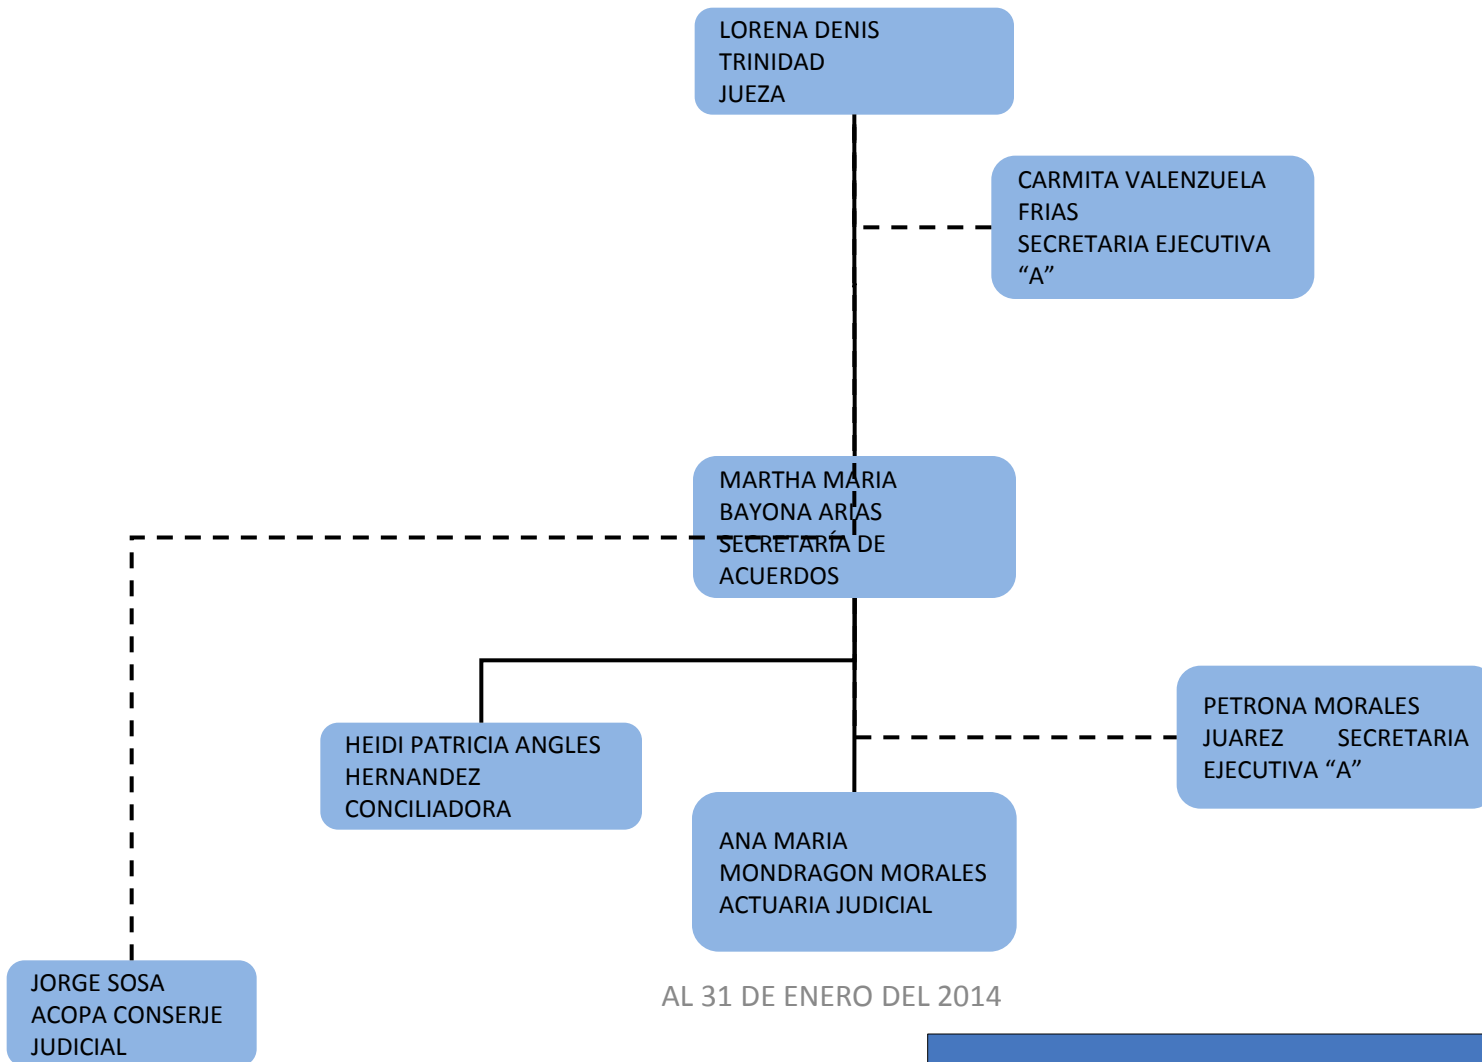 LORENA DENIS
TRINIDAD
JUEZA
CARMITA VALENZUELA
FRIAS
SECRETARIA EJECUTIVA
“A”
MARTHA MARIA
BAYONA ARIAS
SECRETARÍA DE
ACUERDOS
HEIDI PATRICIA ANGLES
HERNANDEZ
CONCILIADORA
PETRONA MORALES
JUAREZ SECRETARIA
EJECUTIVA “A”
ANA MARIA
MONDRAGON MORALES
ACTUARIA JUDICIAL
JORGE SOSA
ACOPA CONSERJE
JUDICIAL
AL 31 DE ENERO DEL 2014